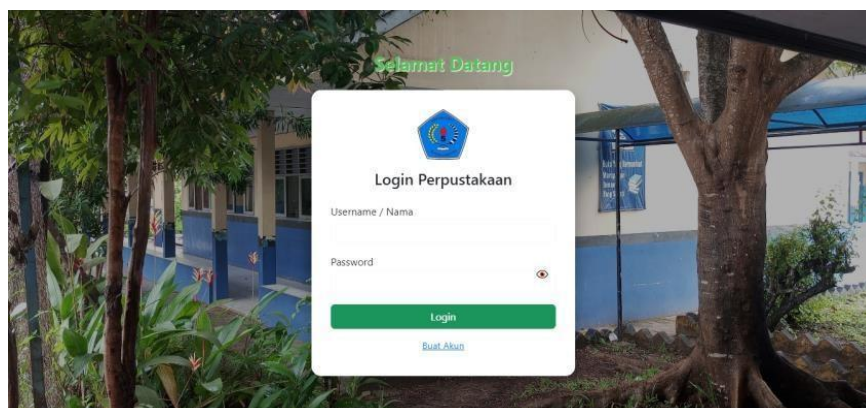 Selamat Datang
Login Perpustakaan
Username / Nama
Password
Login
Buat Akun